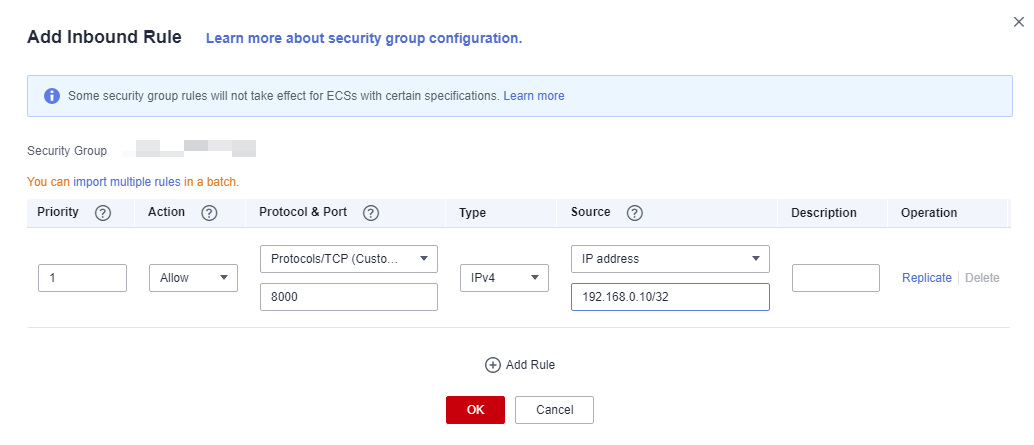 Add Inbound Rule Learn more about security group configuration.
Some security group rules will not take effect for ECSs with certain specifications. Learn more
Security Group
You can import multiple rules in a batch.
Priority ? Action ? Protocol & Port ? Type Source ? Description Operation
Protocols/TCP (Custo... IP address
1 Allow IPv4 Replicate Delete
8000 192.168.0.10/32
Add Rule
OK Cancel